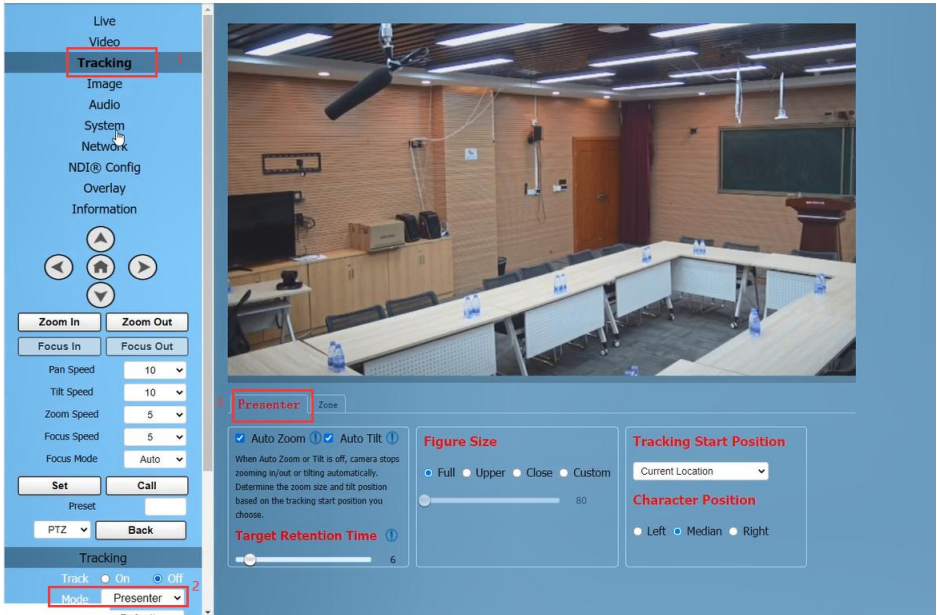 Live
Video
Tracking 1
Image
Audio
System
Network
NDI® Config
Overlay
Information
Zoom In Zoom Out
Focus In Focus Out
Pan Speed 10
Tilt Speed 10
Zoom Speed 5
Focus Speed 5
Focus Mode Auto
Set Call
Preset
PTZ Back
Tracking
Track On Off
2
Mode Presenter
3 Presenter Zone
Auto Zoom Auto Tilt
When Auto Zoom or Tilt is off, camera stops
zooming in/out or tilting automatically.
Determine the zoom size and tilt position
based on the tracking start position you
choose.
Target Retention Time
6
Figure Size
Full Upper Close Custom
80
Tracking Start Position
Current Location
Character Position
Left Median Right